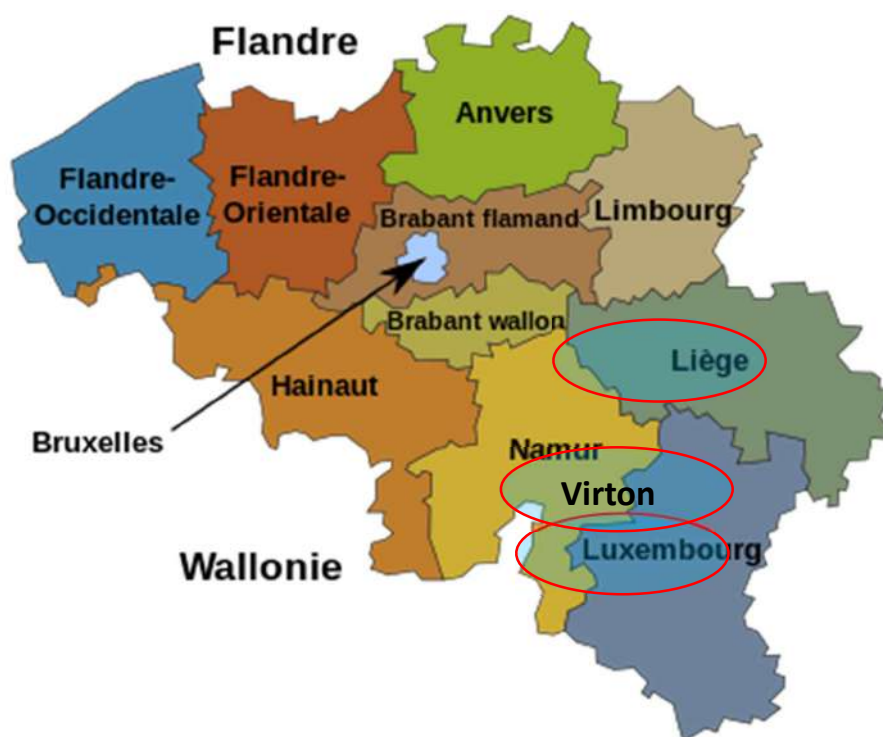 Flandre
Anvers
Flandre-
Occidentale
Flandre-
Orientale
Brabant flamand
Limbourg
Brabant wallon
Liège
Hainaut
Bruxelles
Namur
Virton
Luxembourg
Wallonie